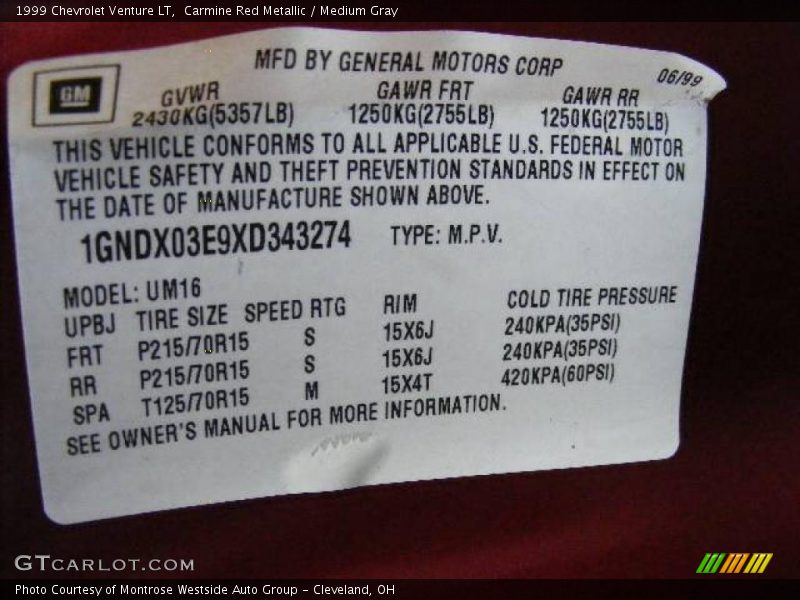 1999 Chevrolet Venture LT,  Carmine Red Metallic / Medium Gray
MFD BY GENERAL MOTORS CORP
06/99
GM
GVWR GAWR FRT GAWR RR
2430KG(5357LB) 1250KG(2755LB) 1250KG(2755LB)
THIS VEHICLE CONFORMS TO ALL APPLICABLE U.S. FEDERAL MOTOR
VEHICLE SAFETY AND THEFT PREVENTION STANDARDS IN EFFECT ON
THE DATE OF MANUFACTURE SHOWN ABOVE.
1GNDX03E9XD343274 TYPE: M.P.V.
MODEL: UM16
UPBJ TIRE SIZE SPEED RTG RIM COLD TIRE PRESSURE
FRT P215/70R15 S 15X6J 240KPA(35PSI)
RR P215/70R15 S 15X6J 240KPA(35PSI)
SPA T125/70R15 M 15X4T 420KPA(60PSI)
SEE OWNER'S MANUAL FOR MORE INFORMATION.
GTCARLOT.COM
Photo Courtesy of Montrose Westside Auto Group - Cleveland, OH